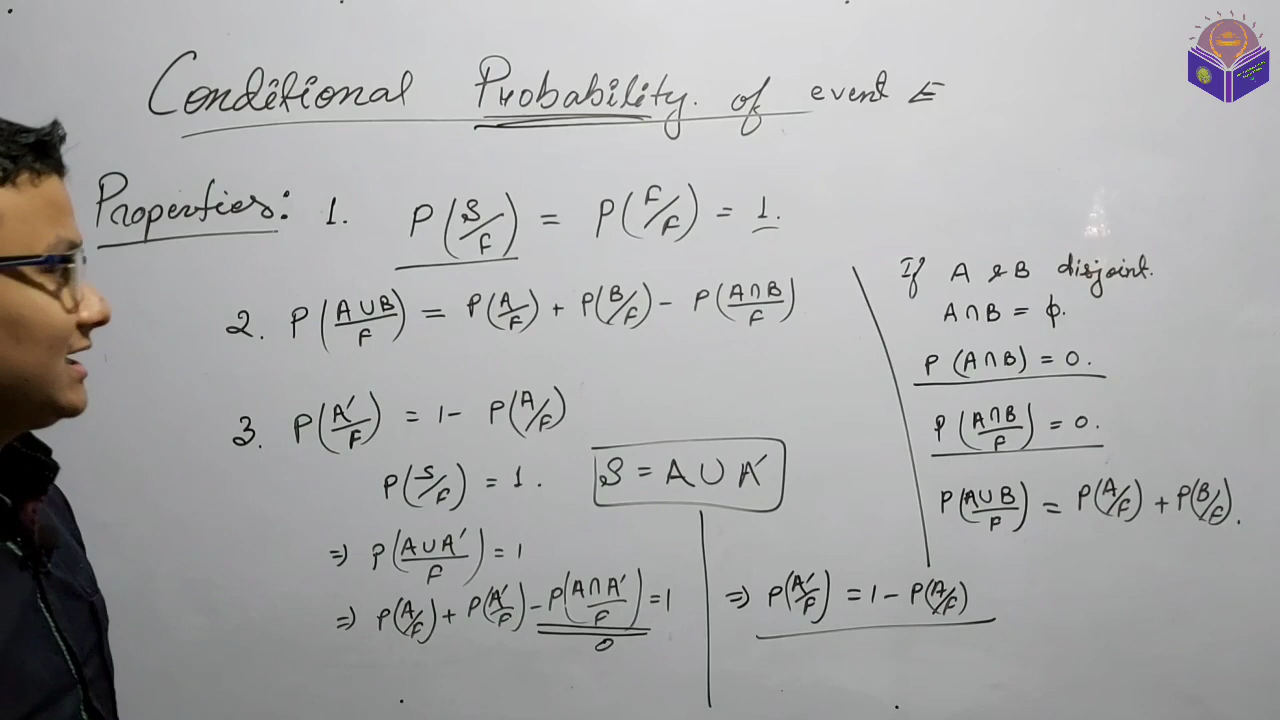 Conditional Probability. of event E
Properties: 1. P(S/F) = P(F/F) = 1.
2. P(A∪B/F) = P(A/F) + P(B/F) - P(A∩B/F)
3. P(A'/F) = 1 - P(A/F)
P(S/F) = 1.
S = A ∪ A'
⇒ P(A∪A'/F) = 1
⇒ P(A/F) + P(A'/F) - P(A∩A'/F) = 1
0
⇒ P(A'/F) = 1 - P(A/F)
If A & B disjoint.
A∩B = φ.
P(A∩B) = 0.
P(A∩B/F) = 0.
P(A∪B/F) = P(A/F) + P(B/F).